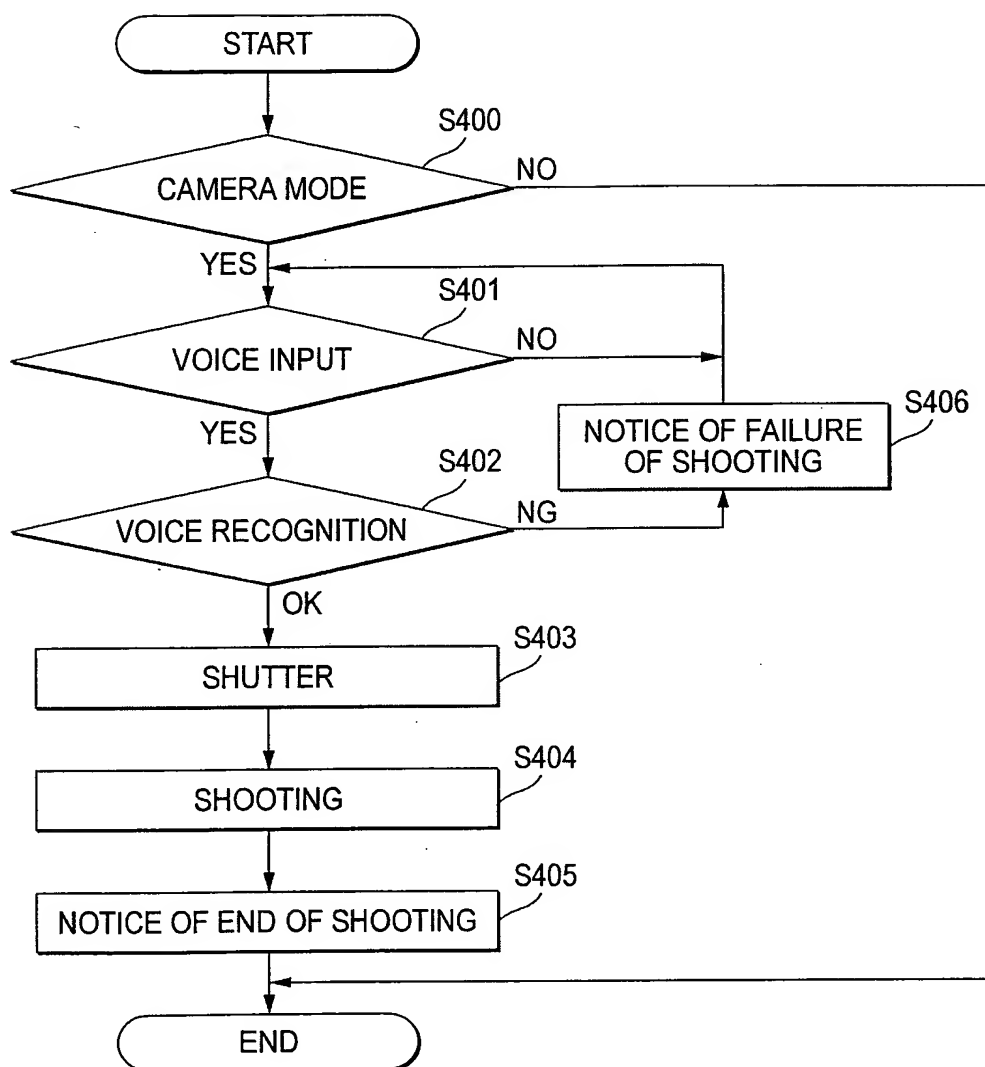 START
S400
CAMERA MODE
NO
YES
S401
VOICE INPUT
NO
YES
S406
NOTICE OF FAILURE
OF SHOOTING
S402
VOICE RECOGNITION
NG
OK
S403
SHUTTER
S404
SHOOTING
S405
NOTICE OF END OF SHOOTING
END